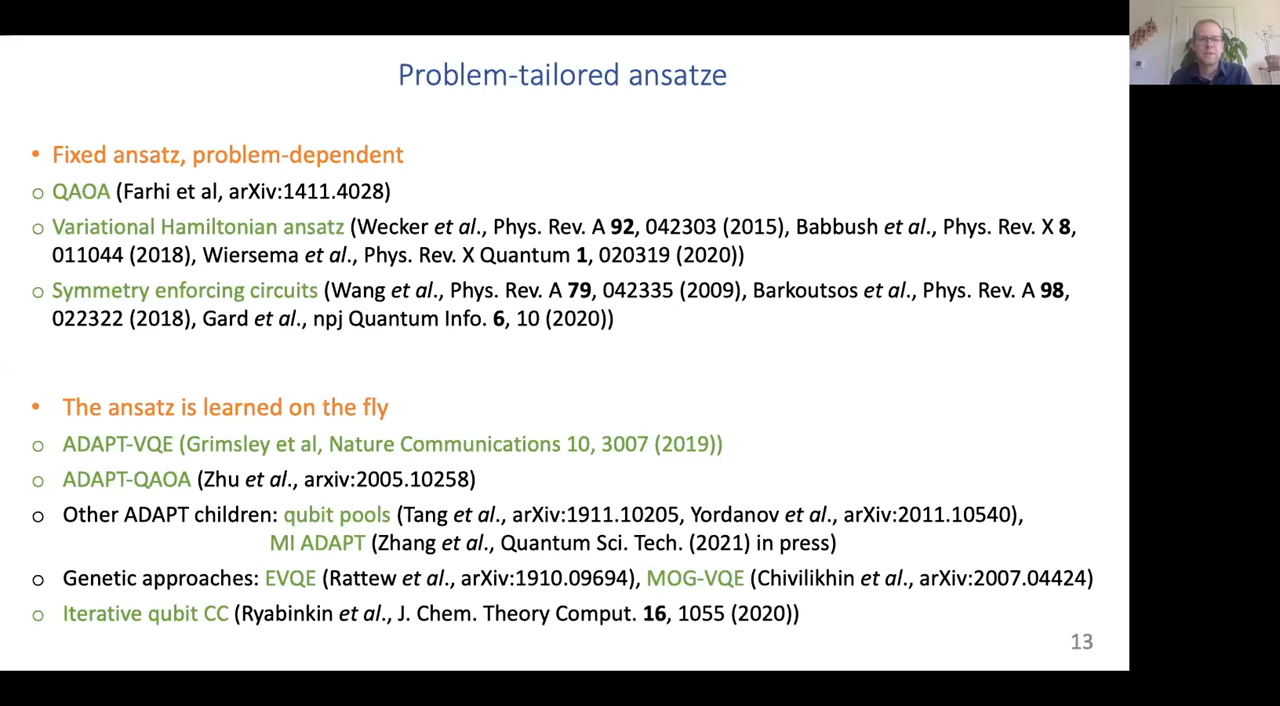 Problem-tailored ansatze
• Fixed ansatz, problem-dependent
o QAOA (Farhi et al, arXiv:1411.4028)
o Variational Hamiltonian ansatz (Wecker et al., Phys. Rev. A 92, 042303 (2015), Babbush et al., Phys. Rev. X 8,
011044 (2018), Wiersema et al., Phys. Rev. X Quantum 1, 020319 (2020))
o Symmetry enforcing circuits (Wang et al., Phys. Rev. A 79, 042335 (2009), Barkoutsos et al., Phys. Rev. A 98,
022322 (2018), Gard et al., npj Quantum Info. 6, 10 (2020))
• The ansatz is learned on the fly
o ADAPT-VQE (Grimsley et al, Nature Communications 10, 3007 (2019))
o ADAPT-QAOA (Zhu et al., arxiv:2005.10258)
o Other ADAPT children: qubit pools (Tang et al., arXiv:1911.10205, Yordanov et al., arXiv:2011.10540),
MI ADAPT (Zhang et al., Quantum Sci. Tech. (2021) in press)
o Genetic approaches: EVQE (Rattew et al., arXiv:1910.09694), MOG-VQE (Chivilikhin et al., arXiv:2007.04424)
o Iterative qubit CC (Ryabinkin et al., J. Chem. Theory Comput. 16, 1055 (2020))
13